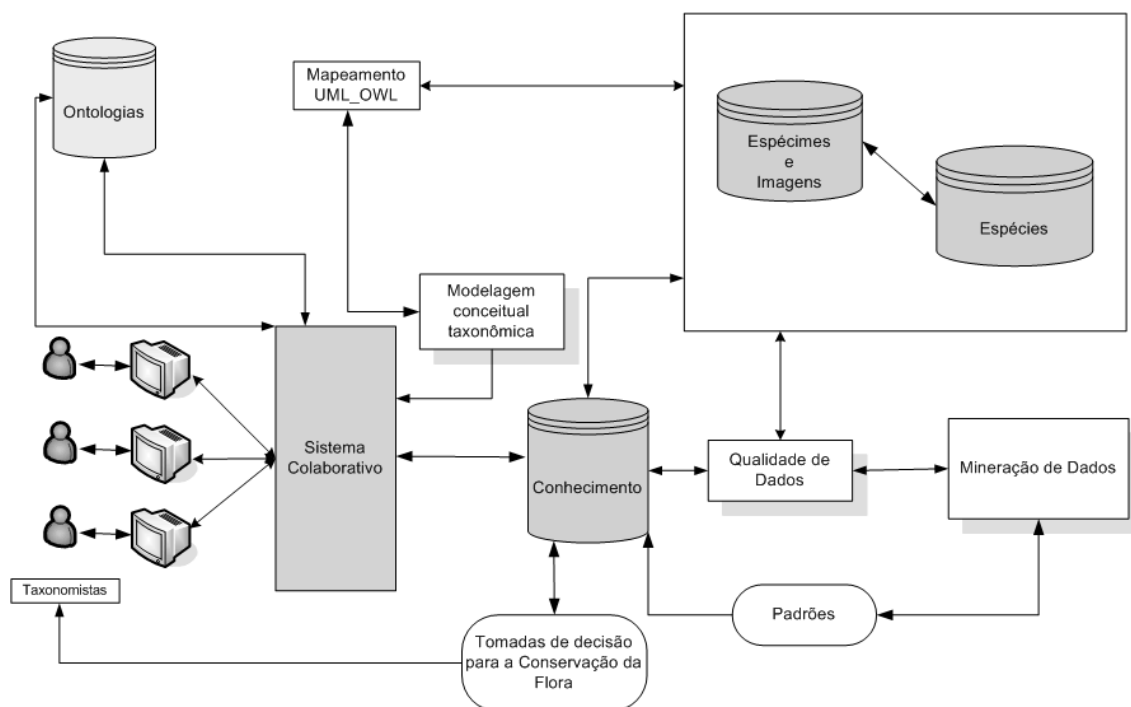 Ontologias
Mapeamento
UML_OWL
Espécimes
e
Imagens
Espécies
Modelagem
conceitual
taxonômica
Sistema
Colaborativo
Conhecimento
Qualidade de
Dados
Mineração de Dados
Taxonomistas
Padrões
Tomadas de decisão
para a Conservação da
Flora